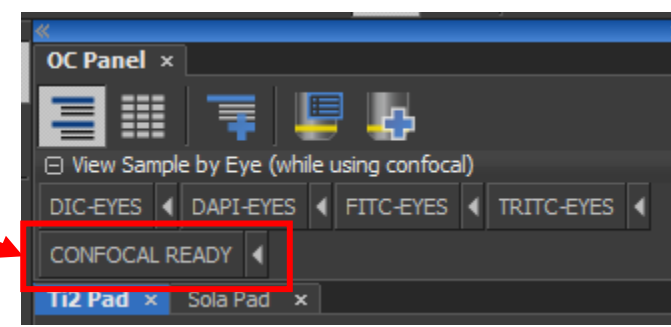 OC Panel ×
View Sample by Eye (while using confocal)
DIC-EYES DAPI-EYES FITC-EYES TRITC-EYES
CONFOCAL READY
Ti2 Pad × Sola Pad ×